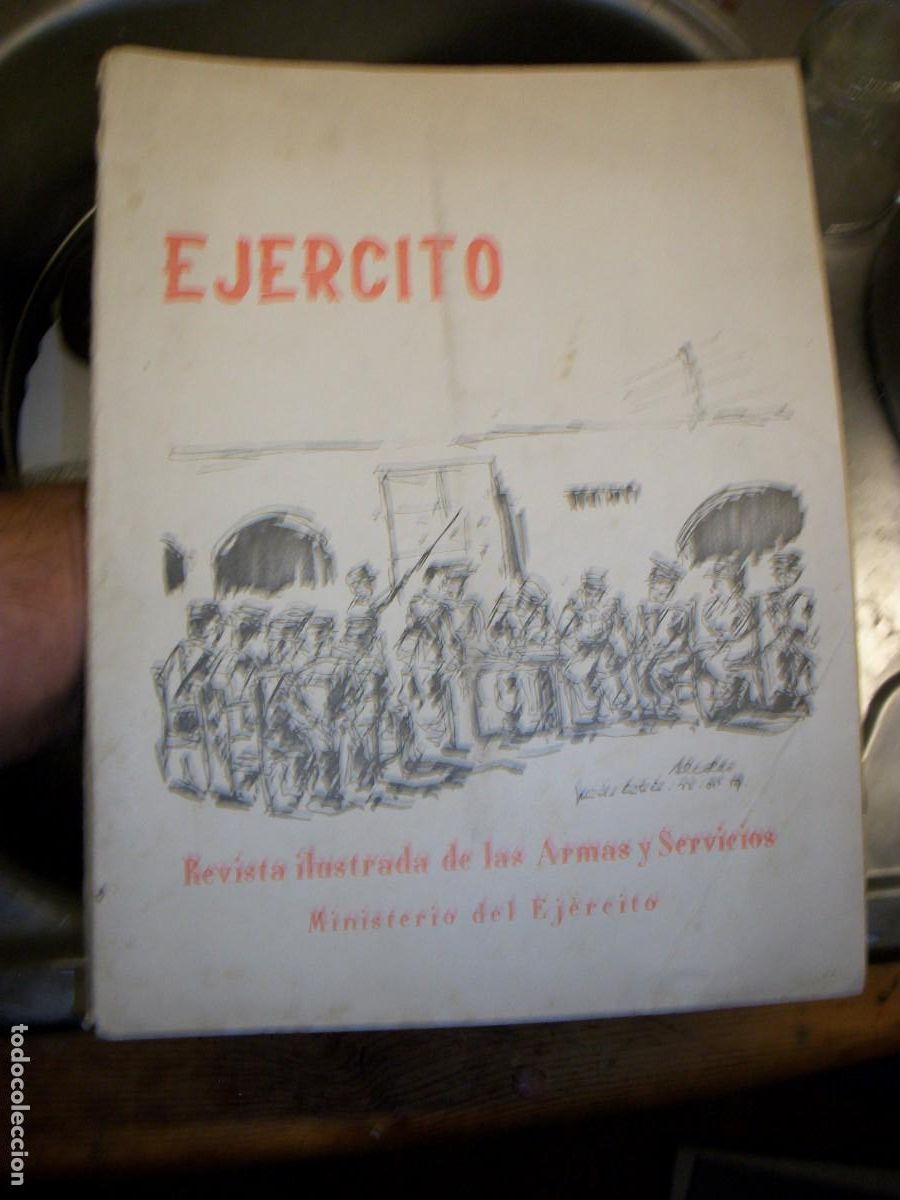 EJERCITO
Revista ilustrada de las Armas y Servicios
Ministerio del Ejército
todocoleccion